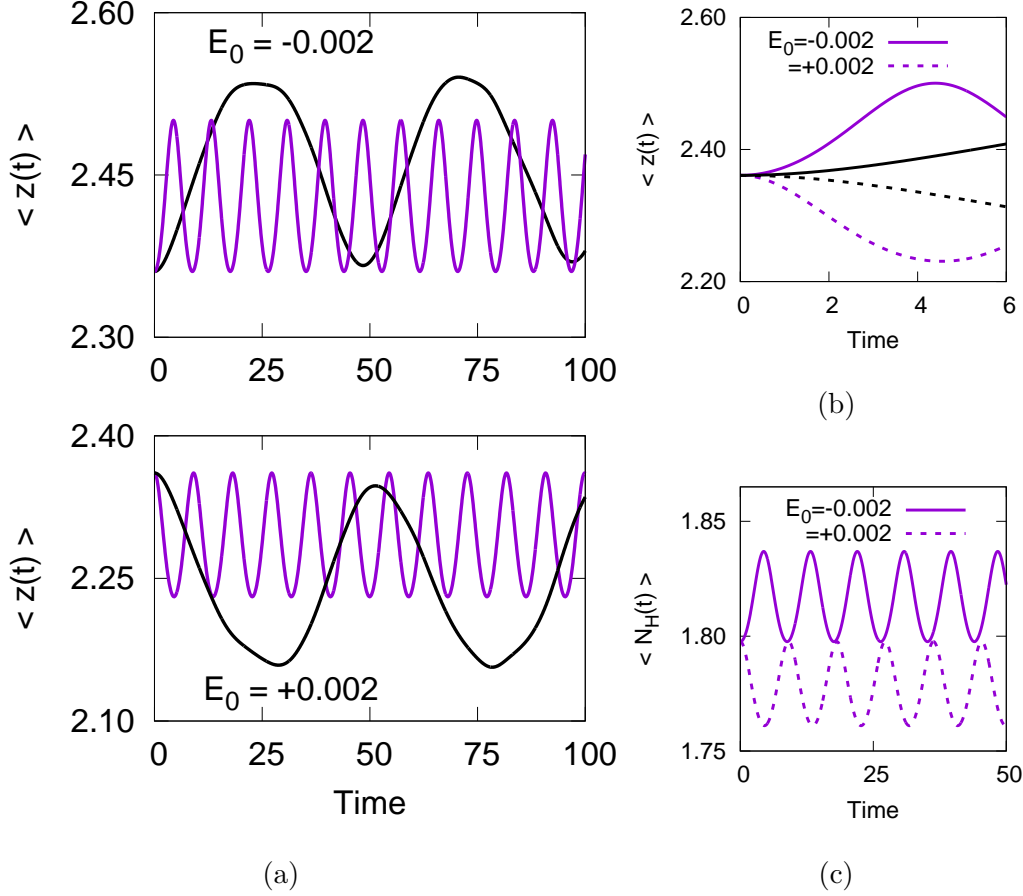 2.60
E0 = -0.002
2.45
2.30
< z(t) >
0 25 50 75 100
2.40
2.25
2.10
< z(t) >
E0 = +0.002
0 25 50 75 100
Time
(a)
2.60
E0=-0.002
=+0.002
2.40
2.20
< z(t) >
0 2 4 6
Time
(b)
1.85
E0=-0.002
=+0.002
1.80
1.75
< NH(t) >
0 25 50
Time
(c)